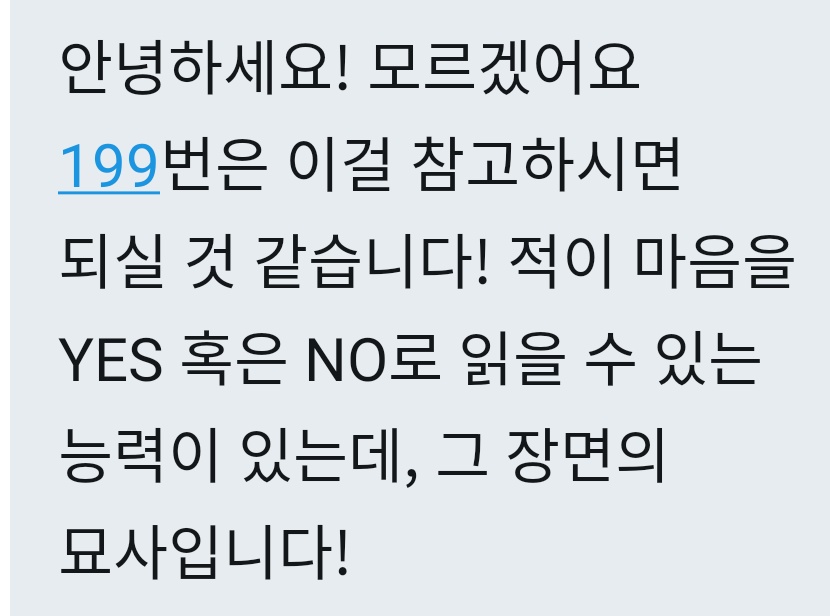 안녕하세요! 모르겠어요
199번은 이걸 참고하시면
되실 것 같습니다! 적이 마음을
YES 혹은 NO로 읽을 수 있는
능력이 있는데, 그 장면의
묘사입니다!